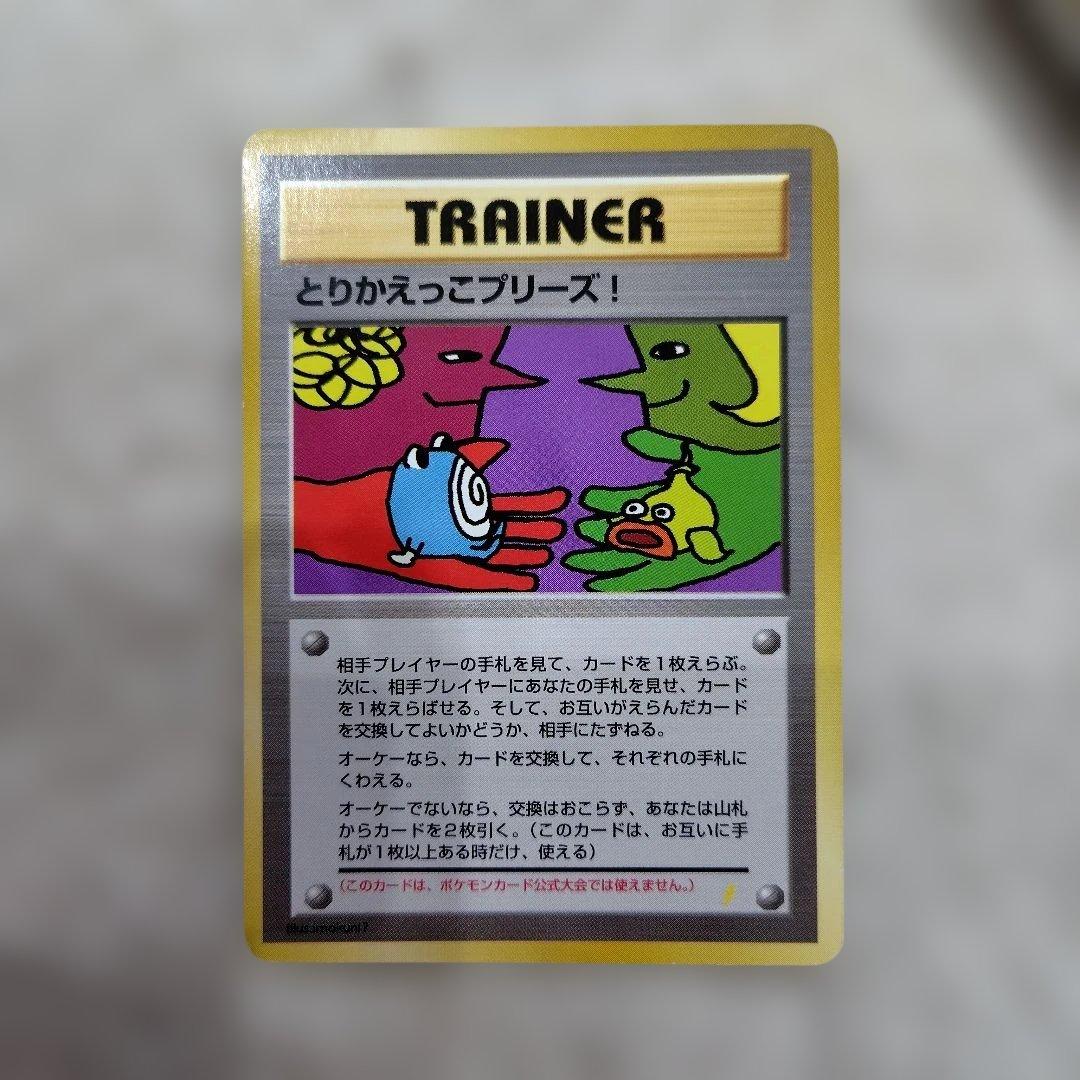 TRAINER
とりかえっこプリーズ！
相手プレイヤーの手札を見て、カードを1枚えらぶ。
次に、相手プレイヤーにあなたの手札を見せ、カード
を1枚えらばせる。そして、お互いがえらんだカード
を交換してよいかどうか、相手にたずねる。
オーケーなら、カードを交換して、それぞれの手札に
くわえる。
オーケーでないなら、交換はおこらず、あなたは山札
からカードを2枚引く。（このカードは、お互いに手
札が1枚以上ある時だけ、使える）
（このカードは、ポケモンカード公式大会では使えません。）